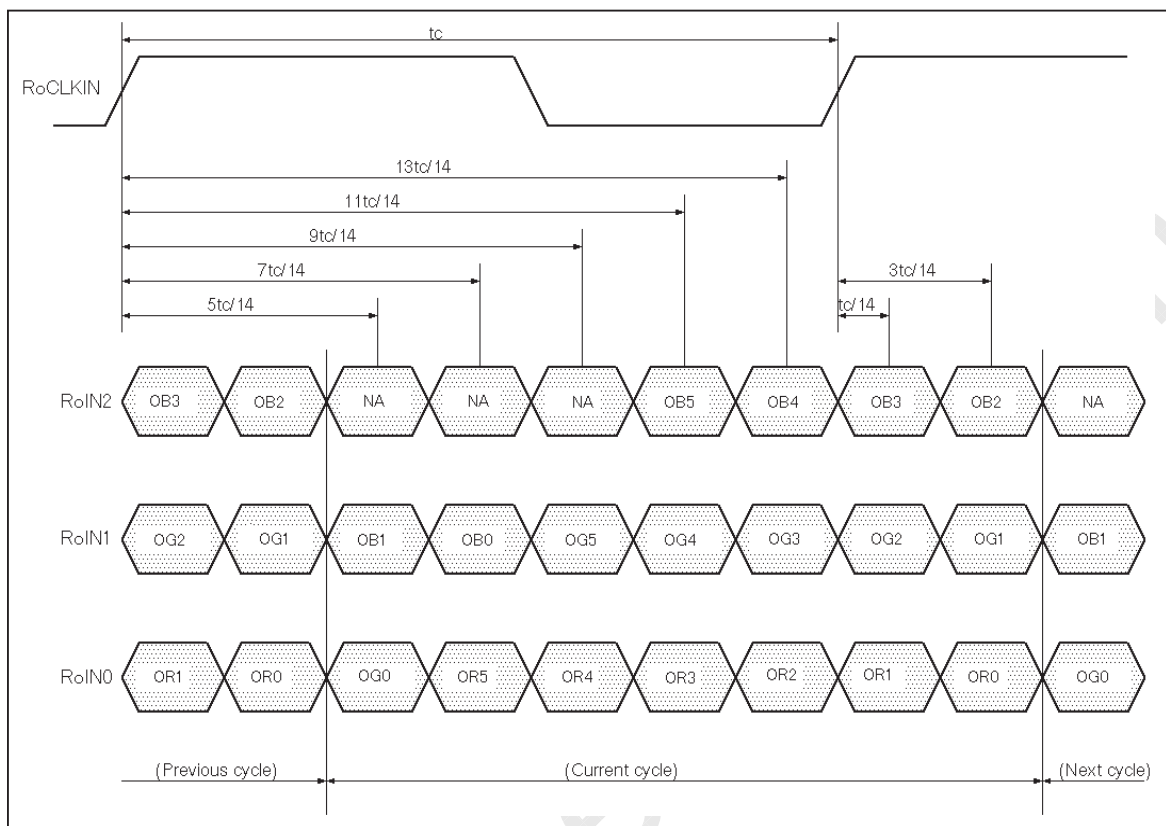 tc
RoCLKIN
13tc/14
11tc/14
9tc/14
7tc/14
3tc/14
5tc/14
tc/14
RoIN2 OB3 OB2 NA NA NA OB5 OB4 OB3 OB2 NA
RoIN1 OG2 OG1 OB1 OB0 OG5 OG4 OG3 OG2 OG1 OB1
RoIN0 OR1 OR0 OG0 OR5 OR4 OR3 OR2 OR1 OR0 OG0
(Previous cycle) (Current cycle) (Next cycle)